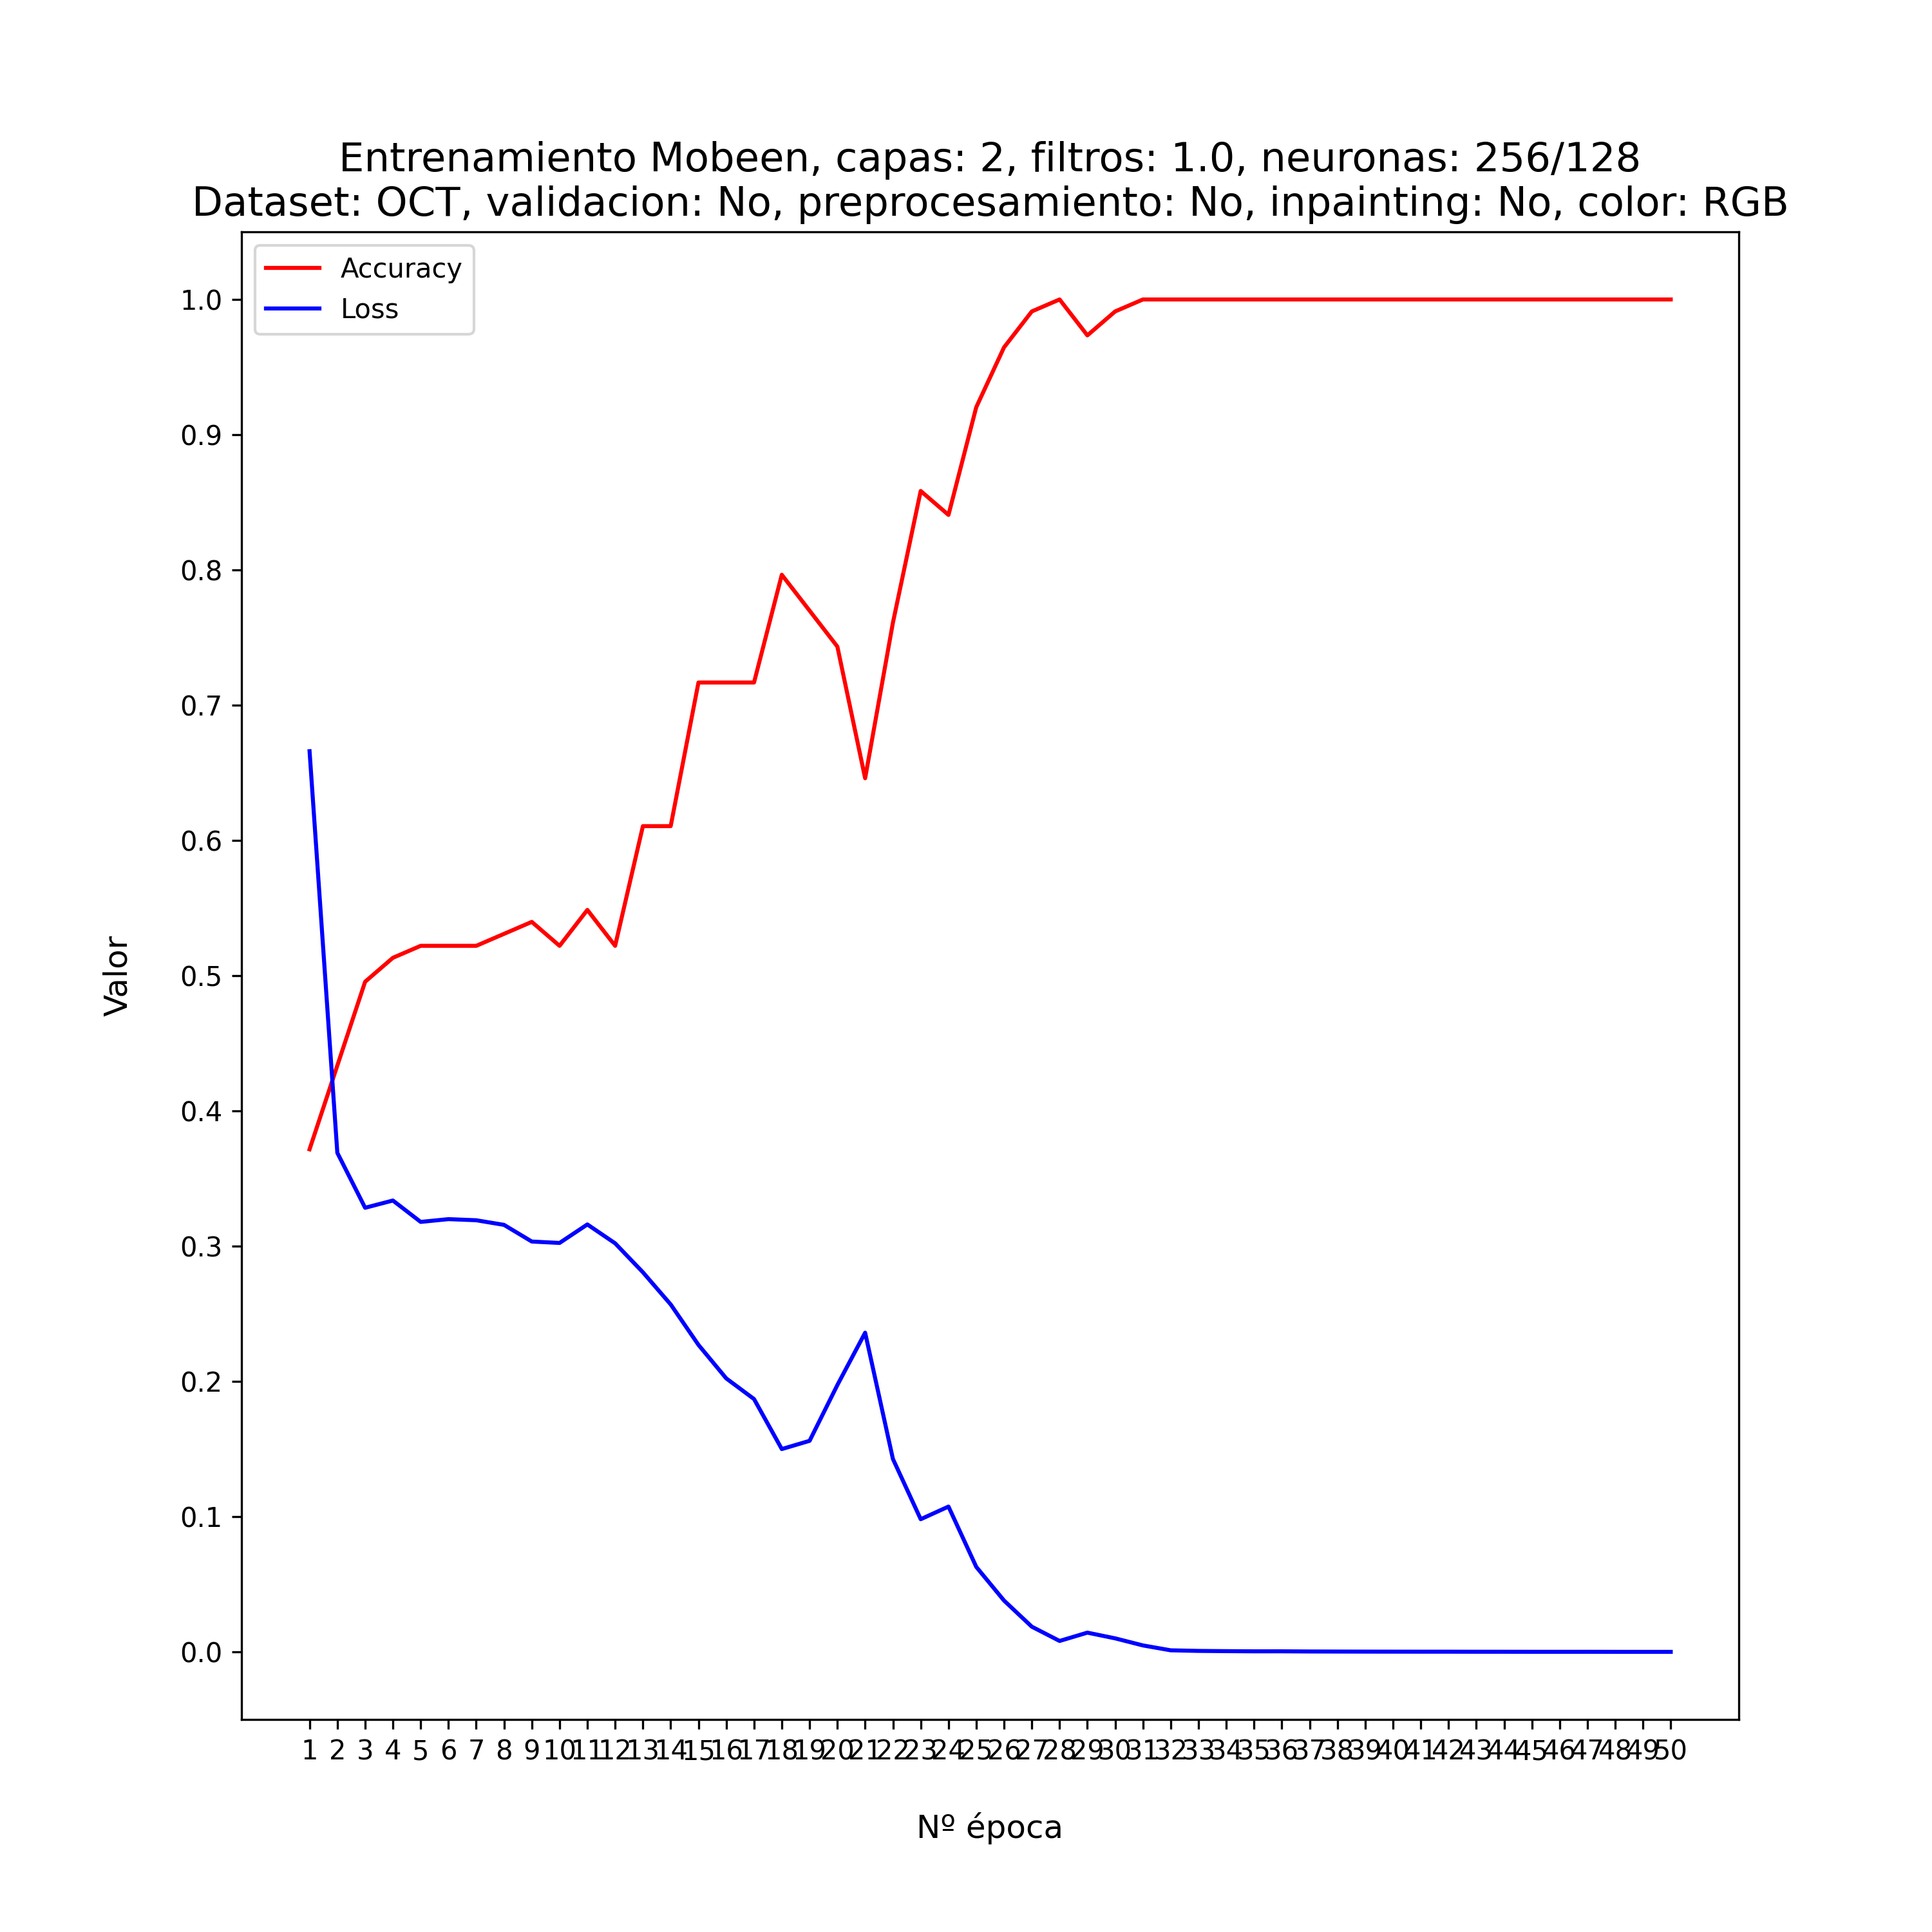 Entrenamiento Mobeen, capas: 2, filtros: 1.0, neuronas: 256/128
Dataset: OCT, validacion: No, preprocesamiento: No, inpainting: No, color: RGB
Accuracy
Loss
1.0
0.9
0.8
0.7
0.6
0.5
0.4
0.3
0.2
0.1
0.0
Valor
1 2 3 4 5 6 7 8 9 10 11 12 13 14 15 16 17 18 19 20 21 22 23 24 25 26 27 28 29 30 31 32 33 34 35 36 37 38 39 40 41 42 43 44 45 46 47 48 49 50
Nº época